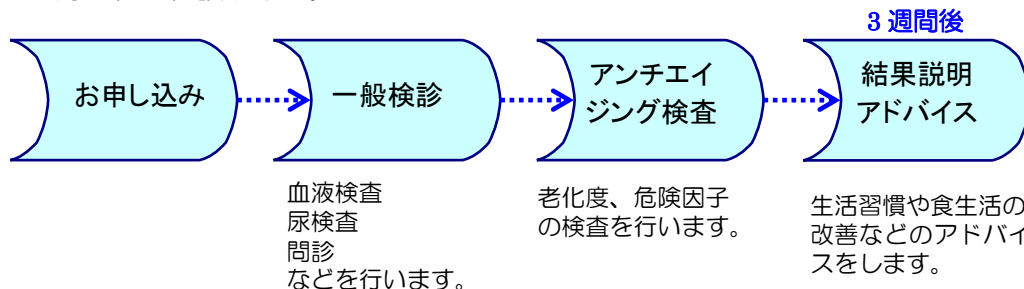 3週間後
お申し込み
一般検診
アンチエイ
ジング検査
結果説明
アドバイス
血液検査
尿検査
問診
などを行います。
老化度、危険因子
の検査を行います。
生活習慣や食生活の
改善などのアドバイ
スをします。